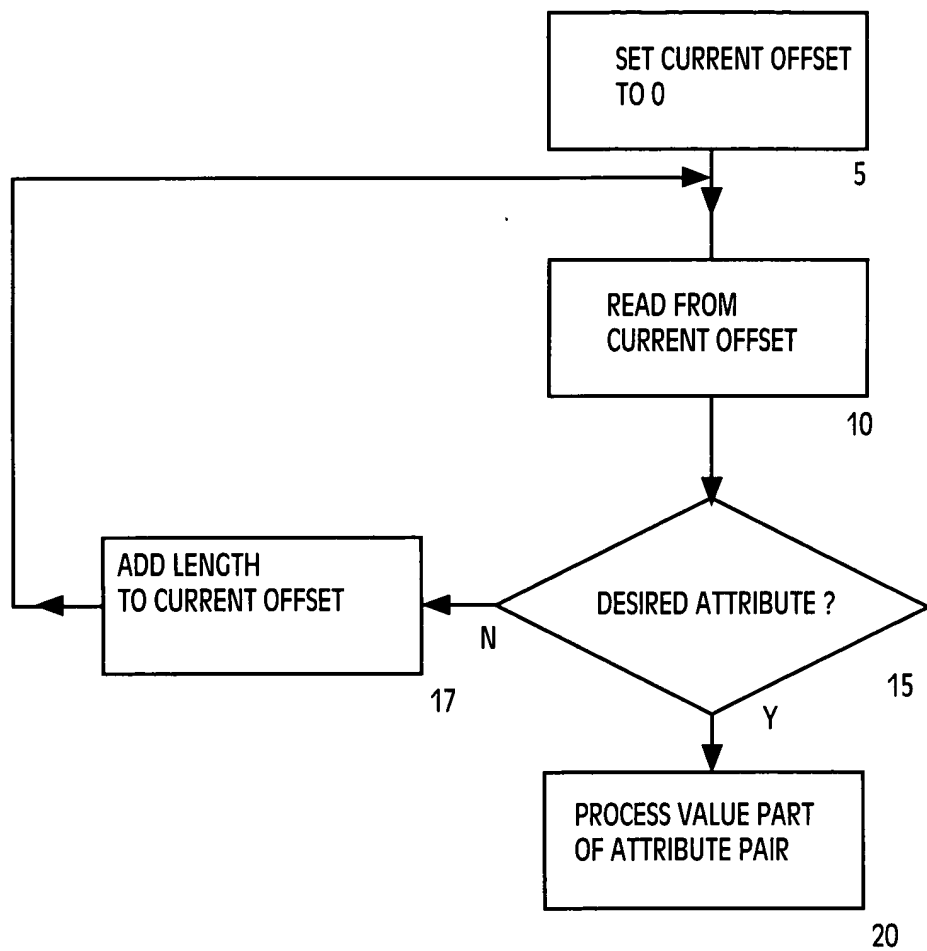 SET CURRENT OFFSET
TO 0
5
READ FROM
CURRENT OFFSET
10
ADD LENGTH
TO CURRENT OFFSET
17
DESIRED ATTRIBUTE ?
N
15
Y
PROCESS VALUE PART
OF ATTRIBUTE PAIR
20